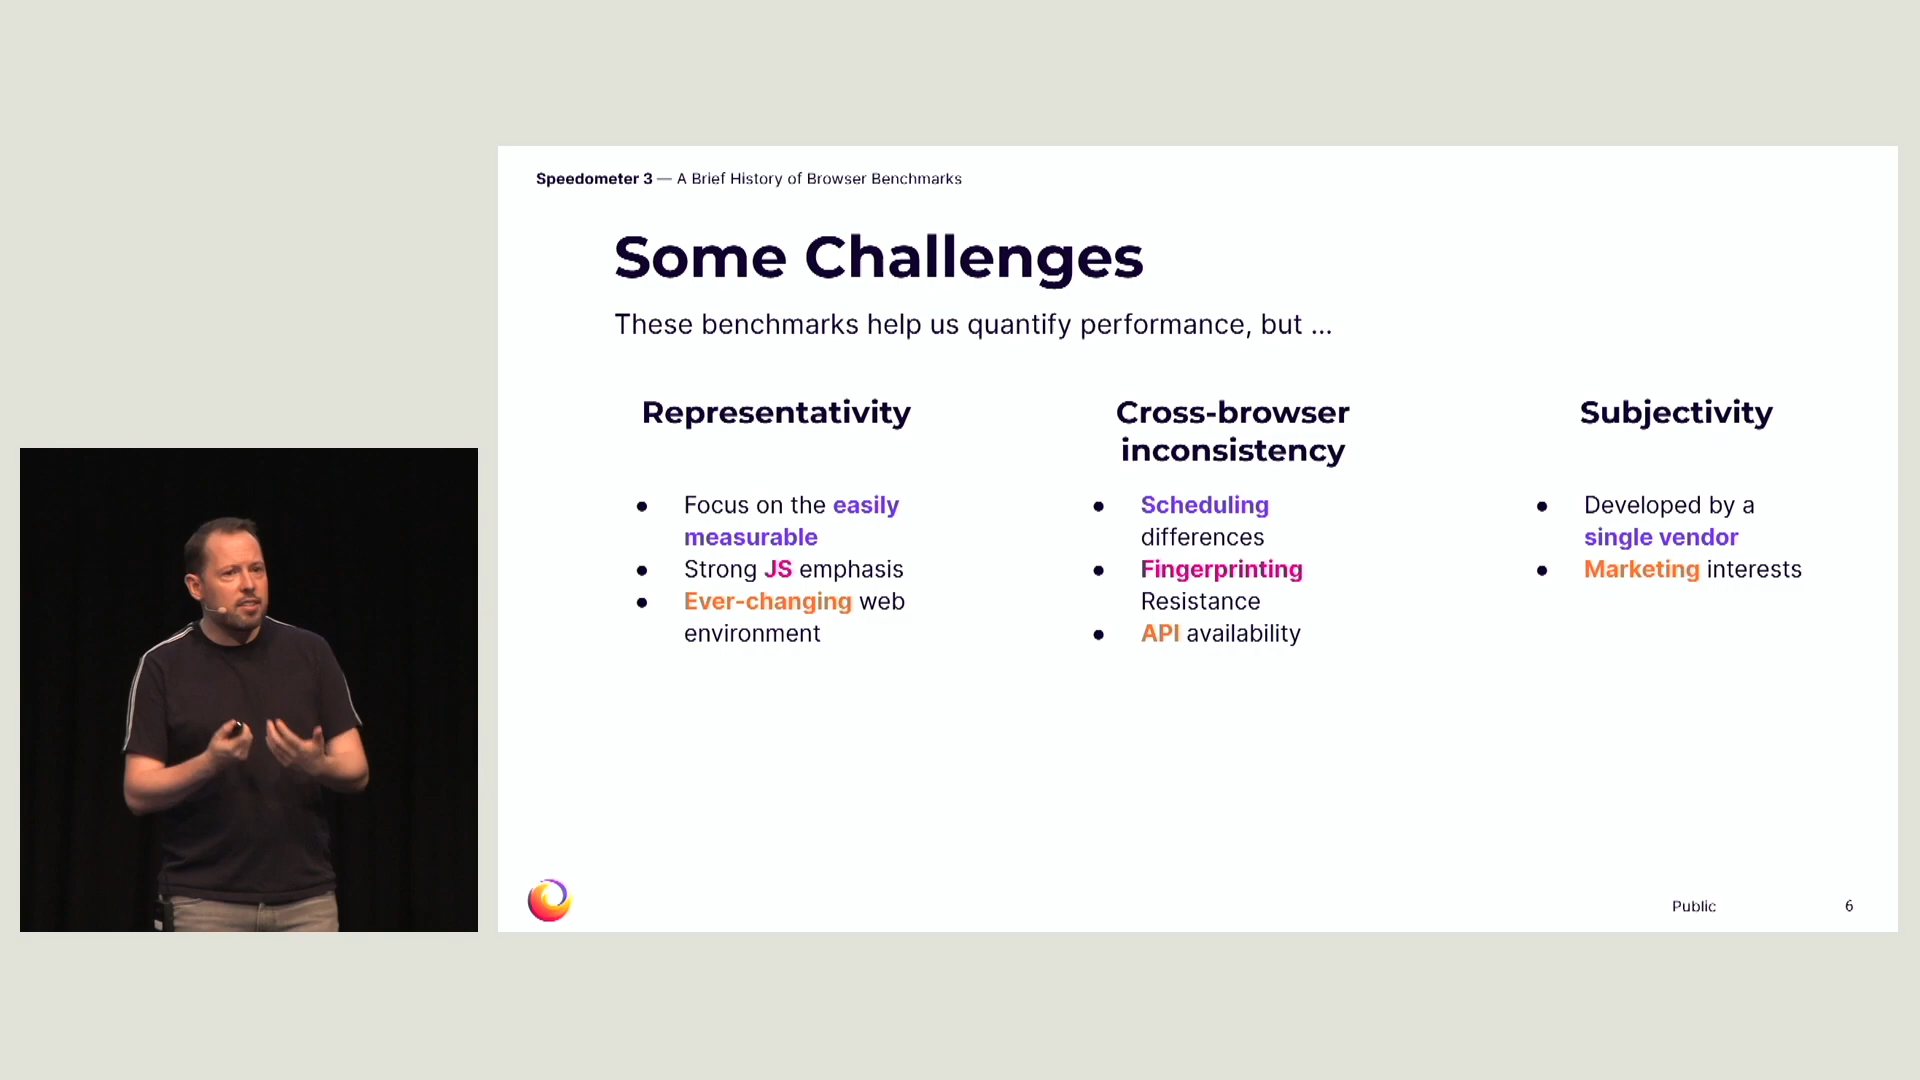 Speedometer 3 — A Brief History of Browser Benchmarks
Some Challenges
These benchmarks help us quantify performance, but ...
Representativity
● Focus on the easily
measurable
● Strong JS emphasis
● Ever-changing web
environment
Cross-browser
inconsistency
● Scheduling
differences
● Fingerprinting
Resistance
● API availability
Subjectivity
● Developed by a
single vendor
● Marketing interests
Public
6